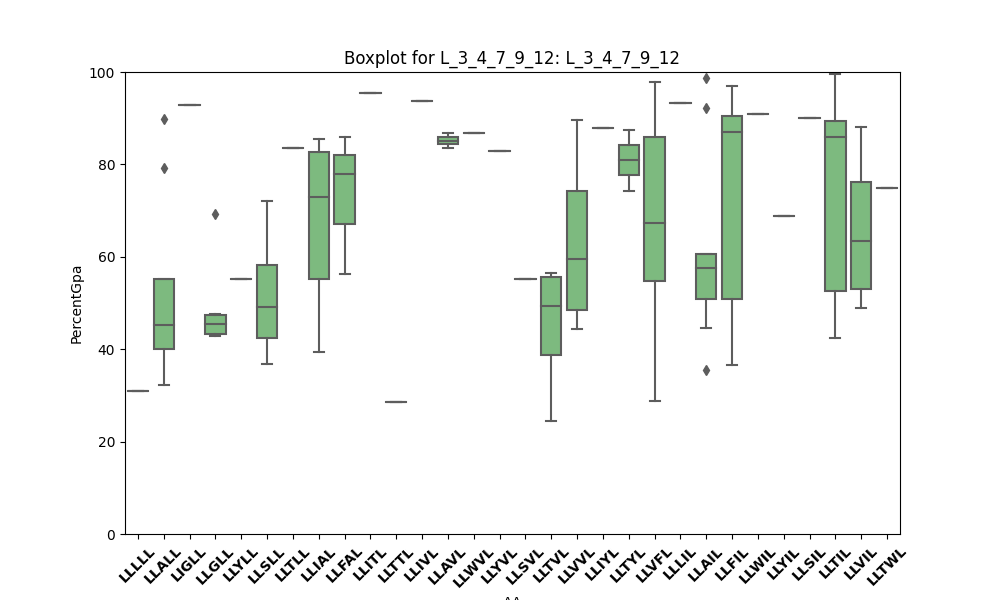 Boxplot for L_3_4_7_9_12: L_3_4_7_9_12
PercentGpa
100
80
60
40
20
0
LLLLL
LLALL
LIGLL
LLGLL
LLYLL
LLSLL
LLTLL
LLIAL
LLFAL
LLITL
LLTTL
LLIVL
LLAVL
LLWVL
LLYVL
LLSVL
LLTVL
LLVVL
LLIYL
LLTYL
LLVFL
LLLIL
LLAIL
LLFIL
LLWIL
LLYIL
LLSIL
LLTIL
LLVIL
LLTWL